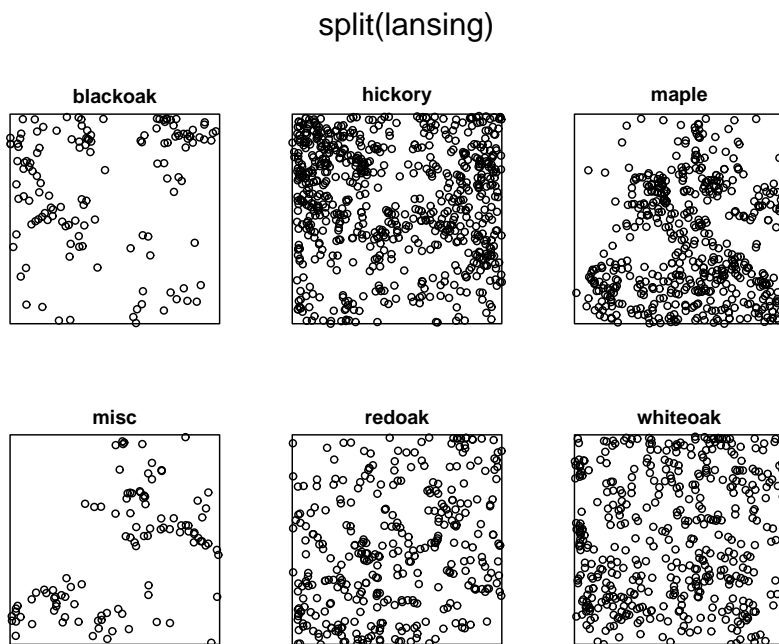 split(lansing)
blackoak
hickory
maple
misc
redoak
whiteoak